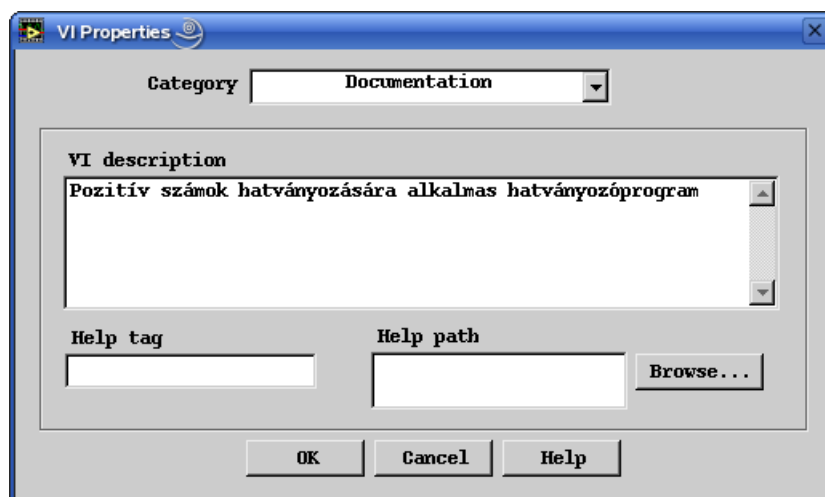 VI Properties
Category Documentation
VI description
Pozitív számok hatványozására alkalmas hatványozóprogram
Help tag Help path
Browse...
OK Cancel Help